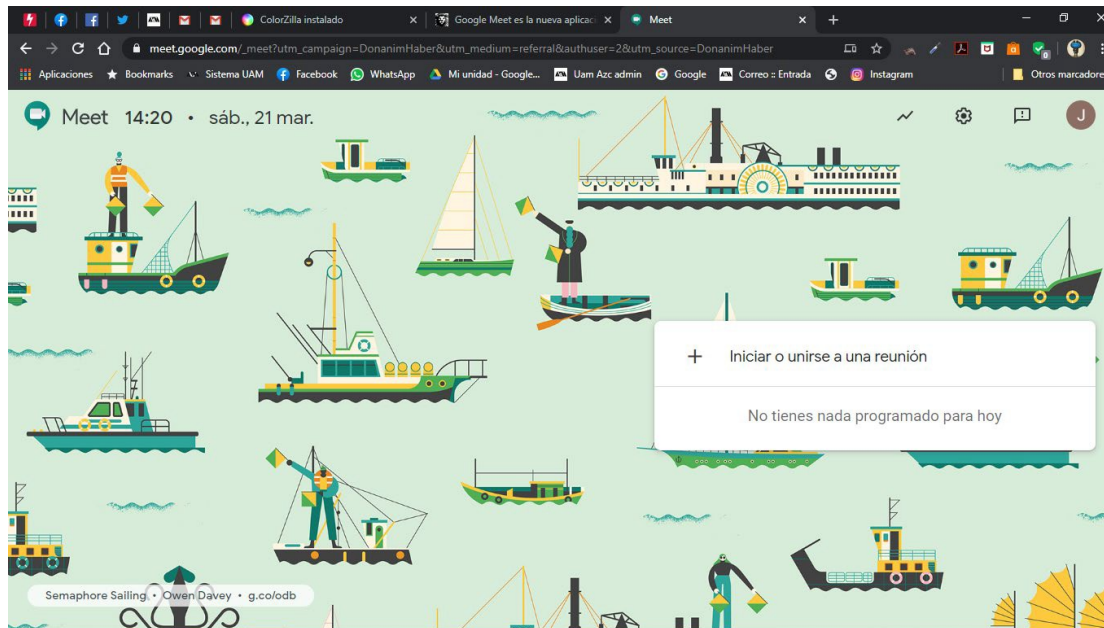 ColorZilla instalado
Google Meet es la nueva aplicac
Meet
meet.google.com/_meet?utm_campaign=DonanimHaber&utm_medium=referral&authuser=2&utm_source=DonanimHaber
Aplicaciones Bookmarks Sistema UAM Facebook WhatsApp Mi unidad - Google... Uam Azc admin Google Correo :: Entrada Instagram Otros marcadore
Meet 14:20 • sáb., 21 mar.
J
Iniciar o unirse a una reunión
No tienes nada programado para hoy
Semaphore Sailing • Owen Davey • g.co/odb